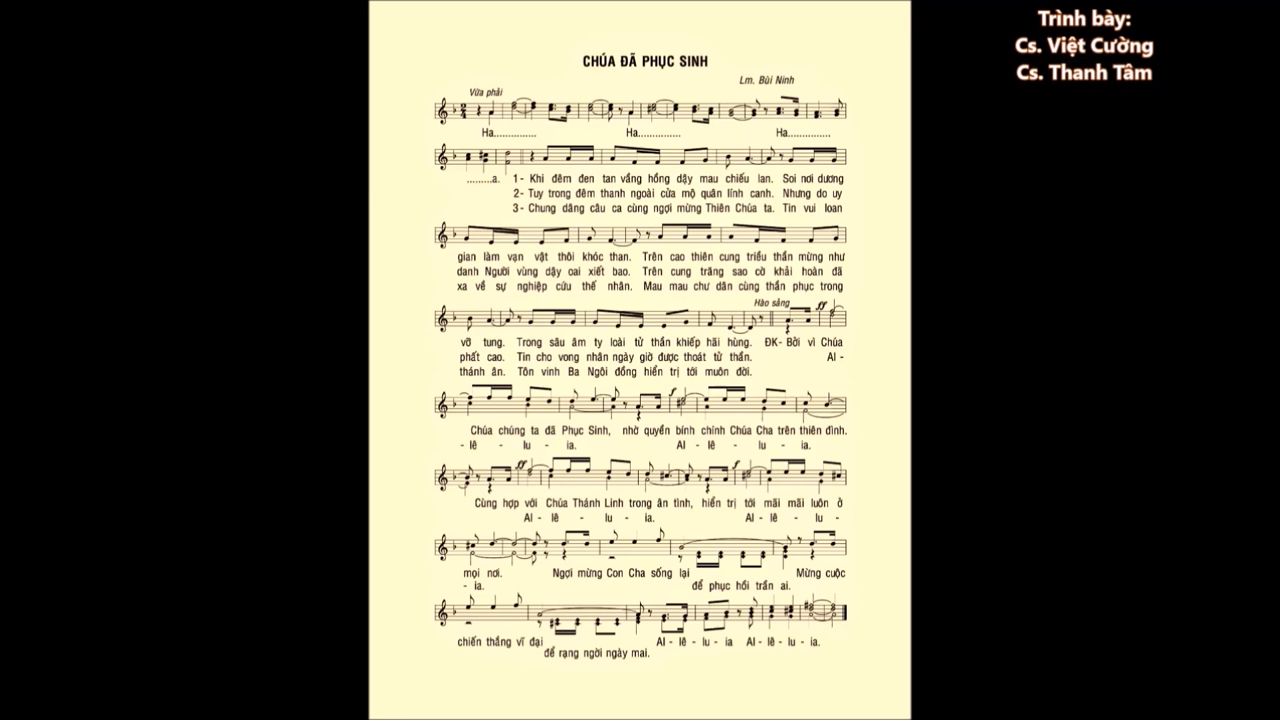 Trình bày:
Cs. Việt Cường
Cs. Thanh Tâm
CHÚA ĐÃ PHỤC SINH
Lm. Bùi Ninh
Vừa phải
Ha.............. Ha.............. Ha..............
.........a. 1- Khi đêm đen tan vầng hồng dậy mau chiếu lan. Soi nơi dương
2- Tuy trong đêm thanh ngoài cửa mộ quân lính canh. Nhưng do uy
3- Chung dâng câu ca cùng ngợi mừng Thiên Chúa ta. Tin vui loan
gian làm vạn vật thôi khóc than. Trên cao thiên cung triều thần mừng như
danh Người vùng dậy oai xiết bao. Trên cung trăng sao cờ khải hoàn đã
xa về sự nghiệp cứu thế nhân. Mau mau chư dân cùng thần phục trong
Hào sảng ff
vỡ tung. Trong sâu âm ty loài tử thần khiếp hãi hùng. ĐK- Bởi vì Chúa
phất cao. Tin cho vong nhân ngày giờ được thoát tử thần. Al -
thánh ân. Tôn vinh Ba Ngôi đồng hiển trị tới muôn đời.
f
Chúa chúng ta đã Phục Sinh, nhờ quyền bính chính Chúa Cha trên thiên đình.
- lê - lu - ia. Al - lê - lu - ia.
ff f
Cùng hợp với Chúa Thánh Linh trong ân tình, hiển trị tới mãi mãi luôn ở
Al - lê - lu - ia. Al - lê - lu -
mọi nơi. Ngợi mừng Con Cha sống lại Mừng cuộc
- ia. để phục hồi trần ai.
chiến thắng vĩ đại Al - lê - lu - ia Al - lê - lu - ia.
để rạng ngời ngày mai.